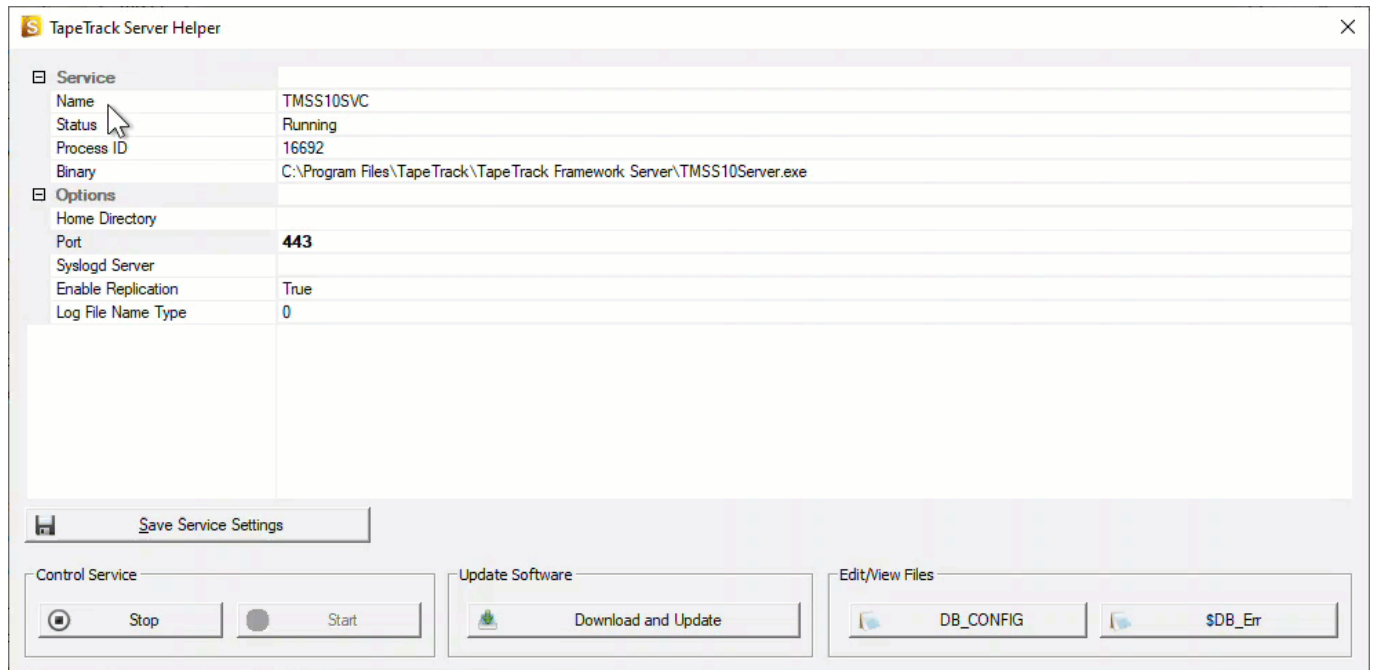 TapeTrack Server Helper
Service
Name TMSS10SVC
Status Running
Process ID 16692
Binary C:\Program Files\TapeTrack\TapeTrack Framework Server\TMSS10Server.exe
Options
Home Directory
Port 443
Syslogd Server
Enable Replication True
Log File Name Type 0
Save Service Settings
Control Service Update Software Edit/View Files
Stop Start Download and Update DB_CONFIG $DB_Err